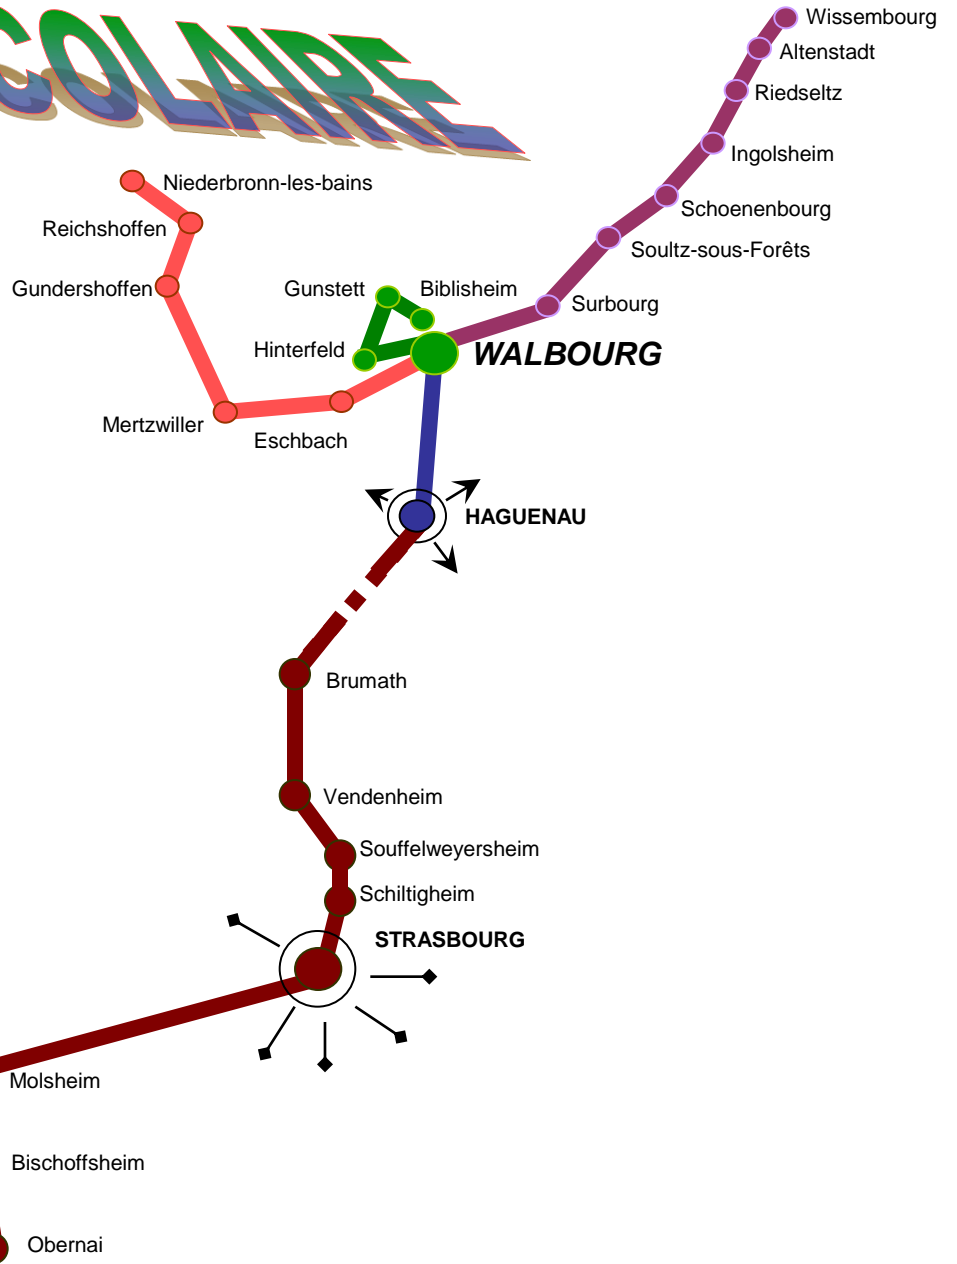 COLAIRE
Wissembourg
Altenstadt
Riedseltz
Ingolsheim
Niederbronn-les-bains
Schoenenbourg
Reichshoffen
Soultz-sous-Forêts
Gundershoffen
Gunstett
Biblisheim
Surbourg
Hinterfeld
WALBOURG
Mertzwiller
Eschbach
HAGUENAU
Brumath
Vendenheim
Souffelweyersheim
Schiltigheim
STRASBOURG
Molsheim
Bischoffsheim
Obernai